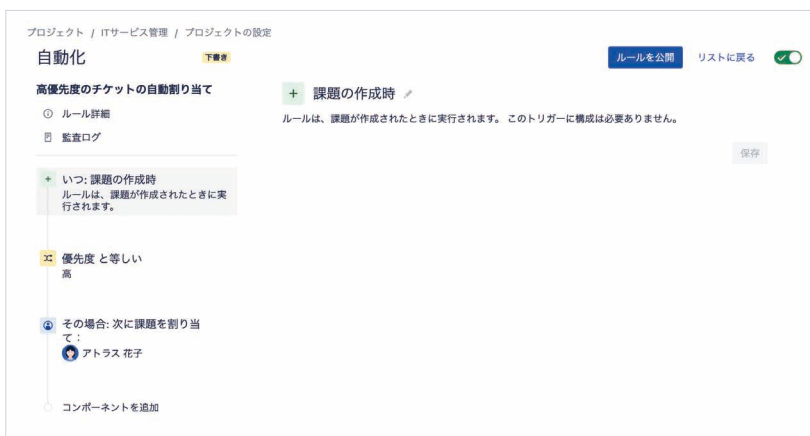 プロジェクト / ITサービス管理 / プロジェクトの設定
自動化
下書き
ルールを公開
リストに戻る
高優先度のチケットの自動割り当て
ルール詳細
監査ログ
いつ: 課題の作成時
ルールは、課題が作成されたときに実
行されます。
優先度 と等しい
高
その場合: 次に課題を割り当
て:
アトラス 花子
コンポーネントを追加
課題の作成時
ルールは、課題が作成されたときに実行されます。 このトリガーに構成は必要ありません。
保存